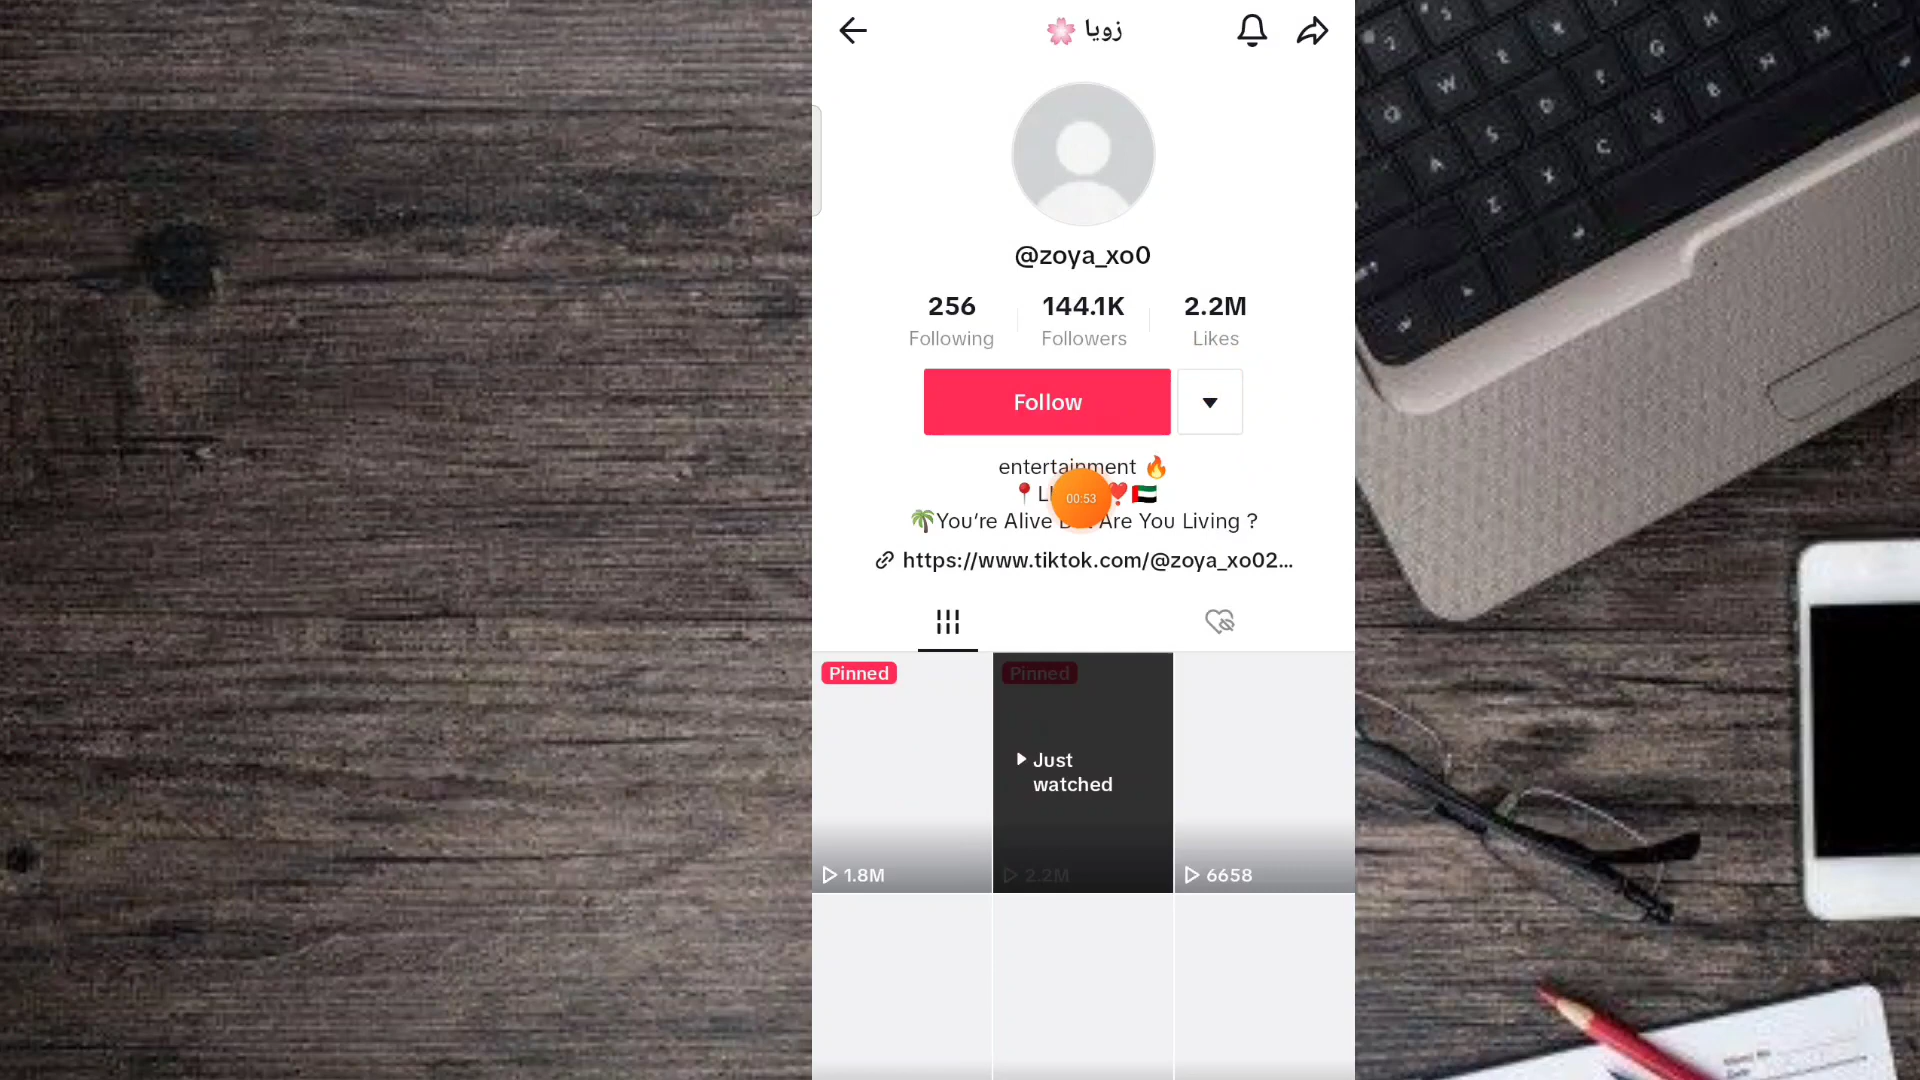 زويا 🌸
@zoya_xo0
256
Following
144.1K
Followers
2.2M
Likes
Follow
entertainment 🔥
📍 ❣️🇦🇪
00:53
🌴You're Alive Are You Living ?
https://www.tiktok.com/@zoya_xo02...
Pinned
Pinned
Just
watched
1.8M
2.2M
6658